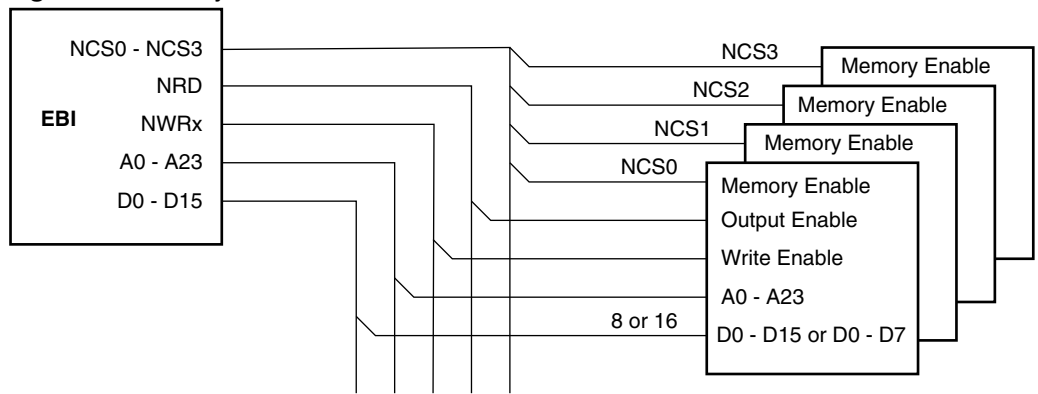 NCS0 - NCS3
NRD
EBI
NWRx
A0 - A23
D0 - D15
NCS3
Memory Enable
NCS2
Memory Enable
NCS1
Memory Enable
NCS0
Memory Enable
Output Enable
Write Enable
A0 - A23
8 or 16
D0 - D15 or D0 - D7